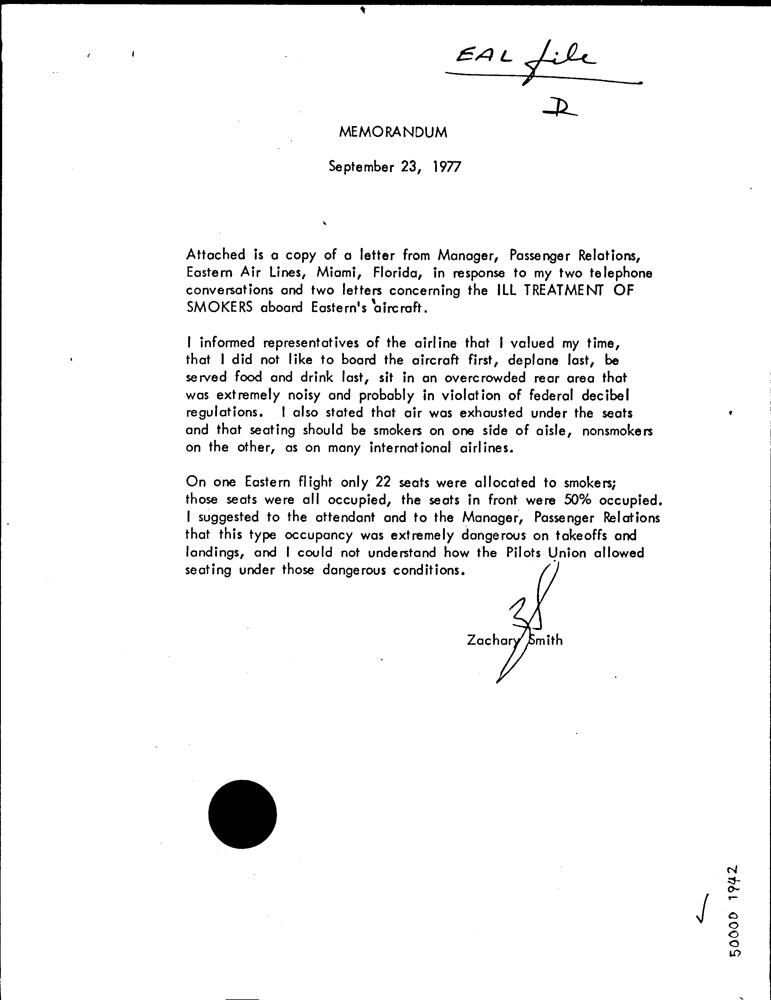 EAL file
D
MEMORANDUM
September 23, 1977
Attached is a copy of a letter from Manager, Passenger Relations,
Eastern Air Lines, Miami, Florida, in response to my two telephone
conversations and two letters concerning the ILL TREATMENT OF
SMOKERS aboard Eastern's aircraft.
I informed representatives of the airline that I valued my time,
that I did not like to board the aircraft first, deplane last, be
served food and drink last, sit in an overcrowded rear area that
was extremely noisy and probably in violation of federal decibel
regulations. I also stated that air was exhausted under the seats
and that seating should be smokers on one side of aisle, nonsmokers
on the other, as on many international airlines.
On one Eastern flight only 22 seats were allocated to smokers;
those seats were all occupied, the seats in front were 50% occupied.
I suggested to the attendant and to the Manager, Passenger Relations
that this type occupancy was extremely dangerous on takeoffs and
landings, and I could not understand how the Pilots Union allowed
seating under those dangerous conditions.
ZS
Zachary Smith
50000 1942